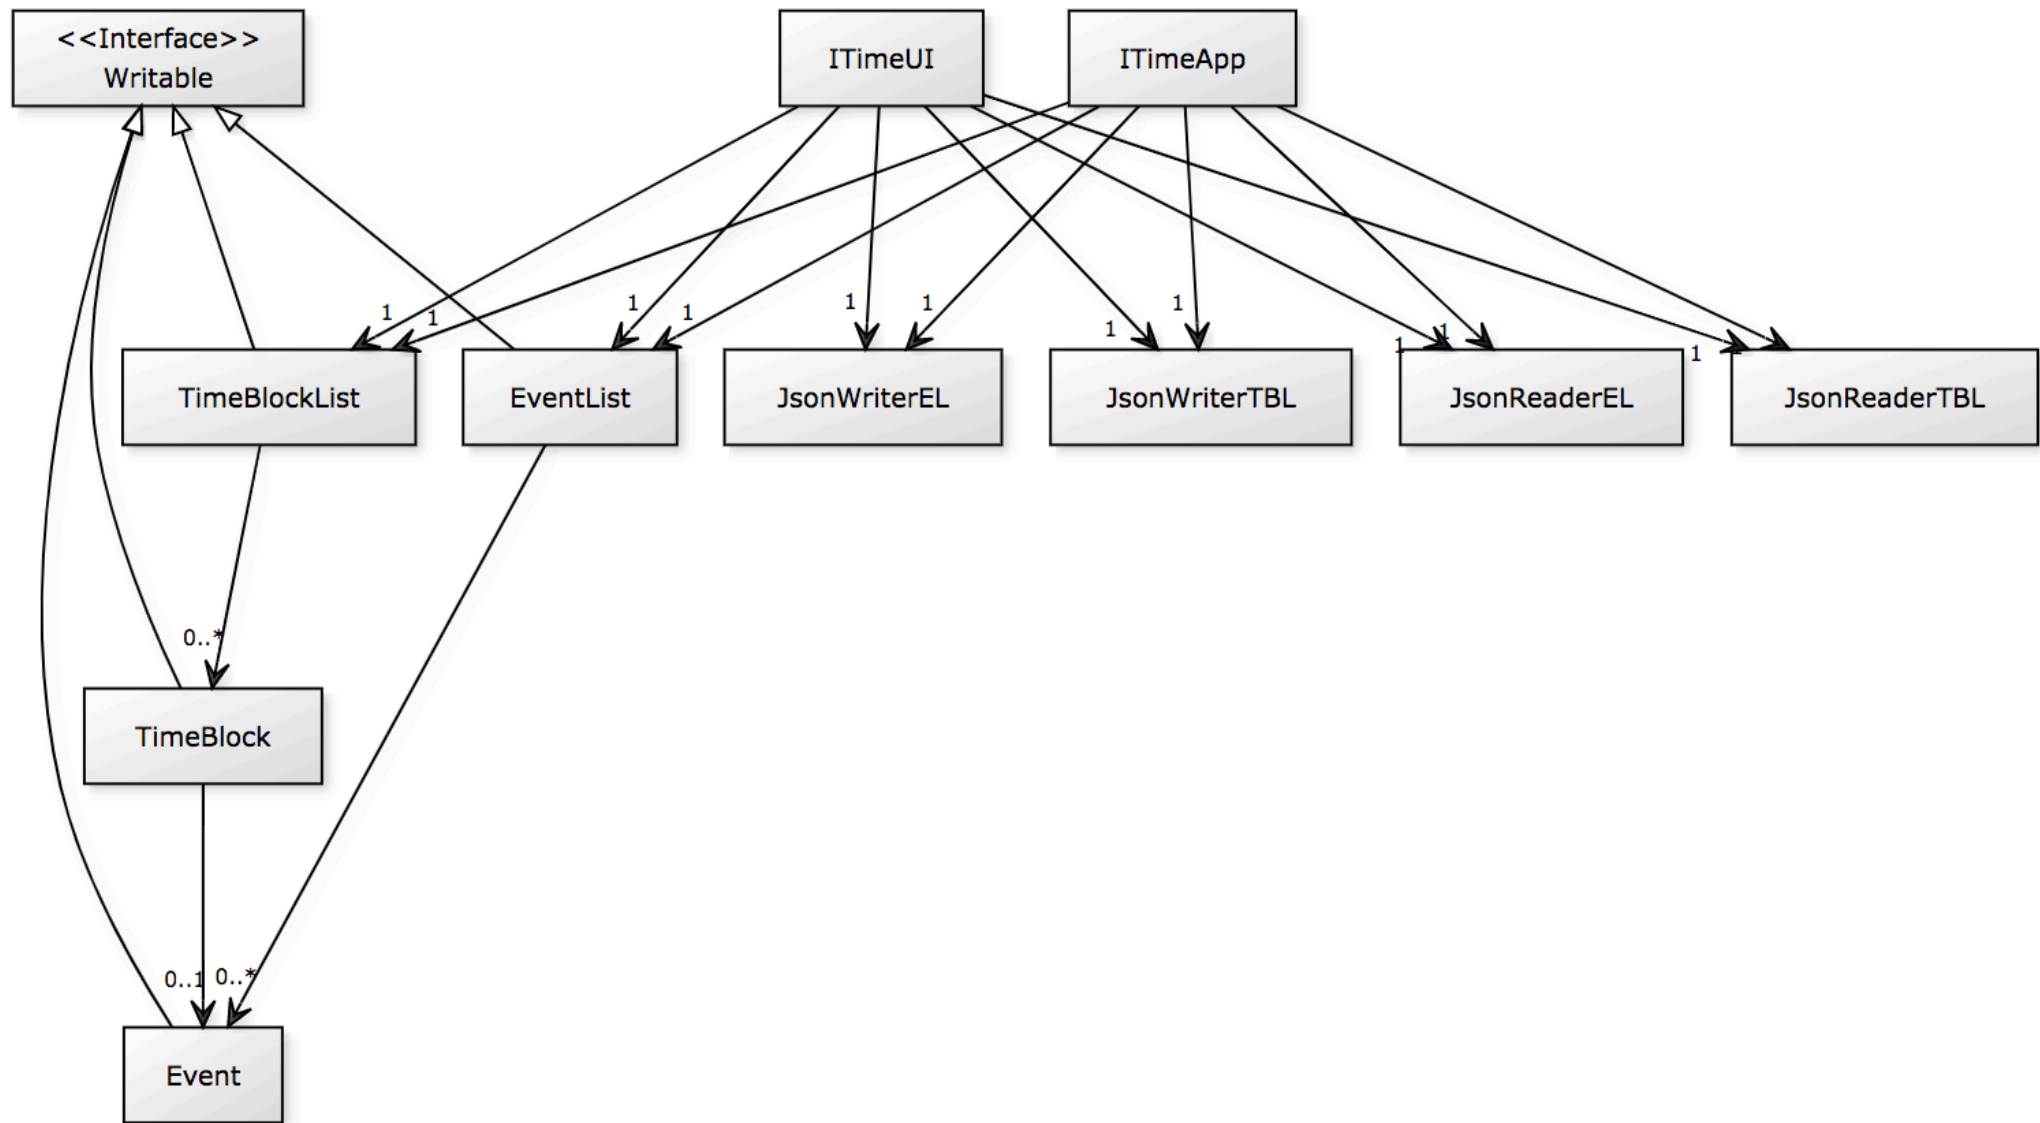 <<Interface>>
Writable
ITimeUI
ITimeApp
1
1
1
1
1
1
1
1
1
1
1
TimeBlockList
EventList
JsonWriterEL
JsonWriterTBL
JsonReaderEL
JsonReaderTBL
0..*
TimeBlock
0..1
0..*
Event